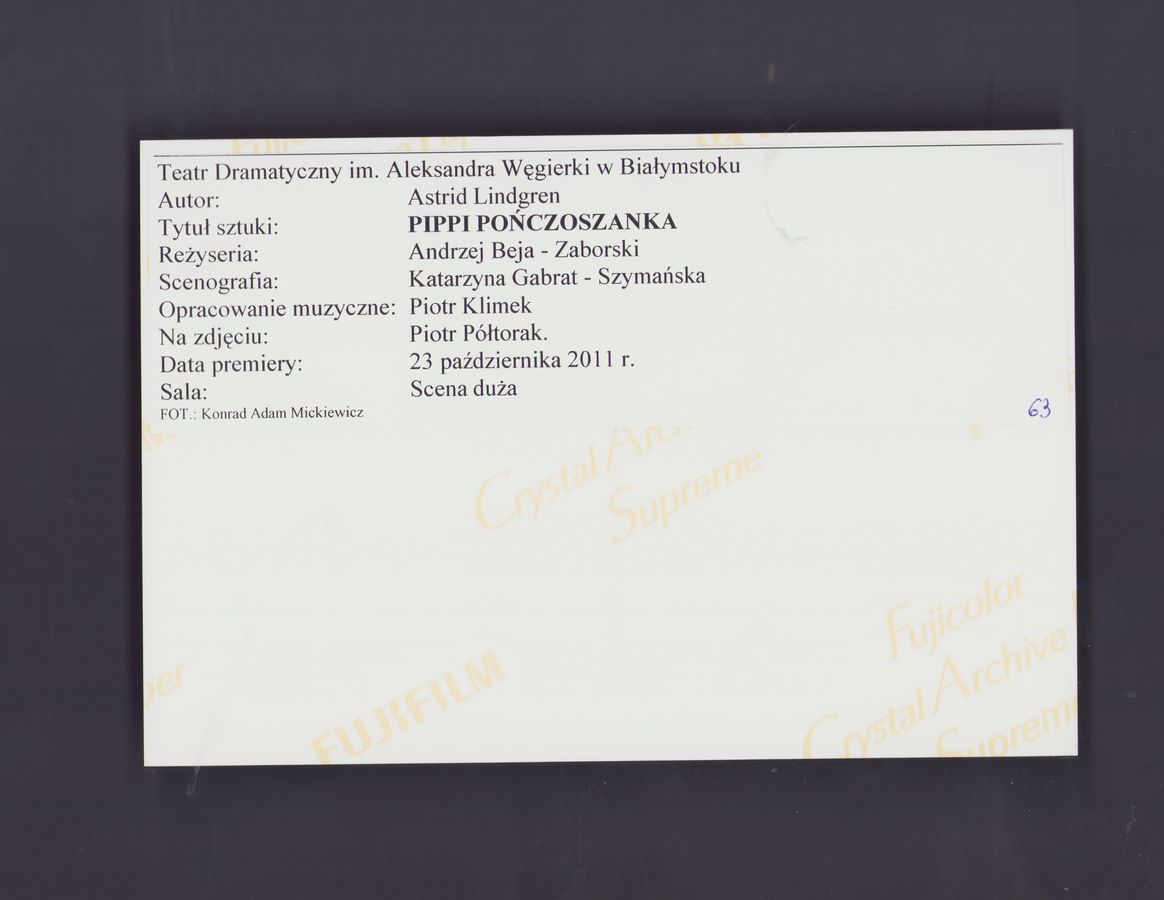 Teatr Dramatyczny im. Aleksandra Węgierki w Białymstoku
Autor: Astrid Lindgren
Tytuł sztuki: PIPPI POŃCZOSZANKA
Reżyseria: Andrzej Beja - Zaborski
Scenografia: Katarzyna Gabrat - Szymańska
Opracowanie muzyczne: Piotr Klimek
Na zdjęciu: Piotr Półtorak.
Data premiery: 23 października 2011 r.
Sala: Scena duża
FOT.: Konrad Adam Mickiewicz
63
Crystal Archive
Supreme
Fujicolor
Crystal Archive
Supreme
FUJIFILM